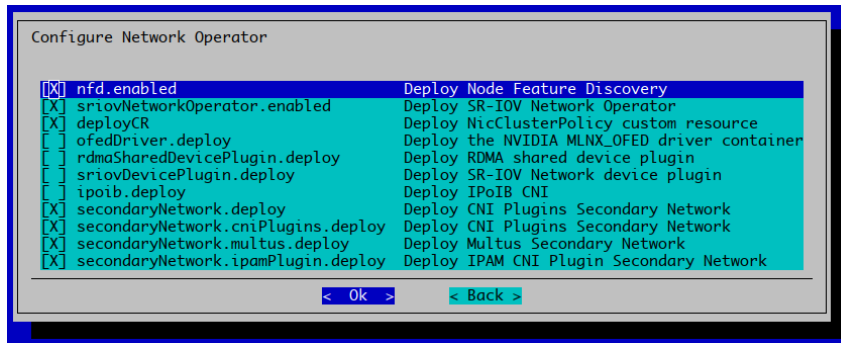 Configure Network Operator
[X] nfd.enabled Deploy Node Feature Discovery
[X] sriovNetworkOperator.enabled Deploy SR-IOV Network Operator
[X] deployCR Deploy NicClusterPolicy custom resource
[ ] ofedDriver.deploy Deploy the NVIDIA MLNX_OFED driver container
[ ] rdmaSharedDevicePlugin.deploy Deploy RDMA shared device plugin
[ ] sriovDevicePlugin.deploy Deploy SR-IOV Network device plugin
[ ] ipoib.deploy Deploy IPoIB CNI
[X] secondaryNetwork.deploy Deploy CNI Plugins Secondary Network
[X] secondaryNetwork.cniPlugins.deploy Deploy CNI Plugins Secondary Network
[X] secondaryNetwork.multus.deploy Deploy Multus Secondary Network
[X] secondaryNetwork.ipamPlugin.deploy Deploy IPAM CNI Plugin Secondary Network
< Ok > < Back >